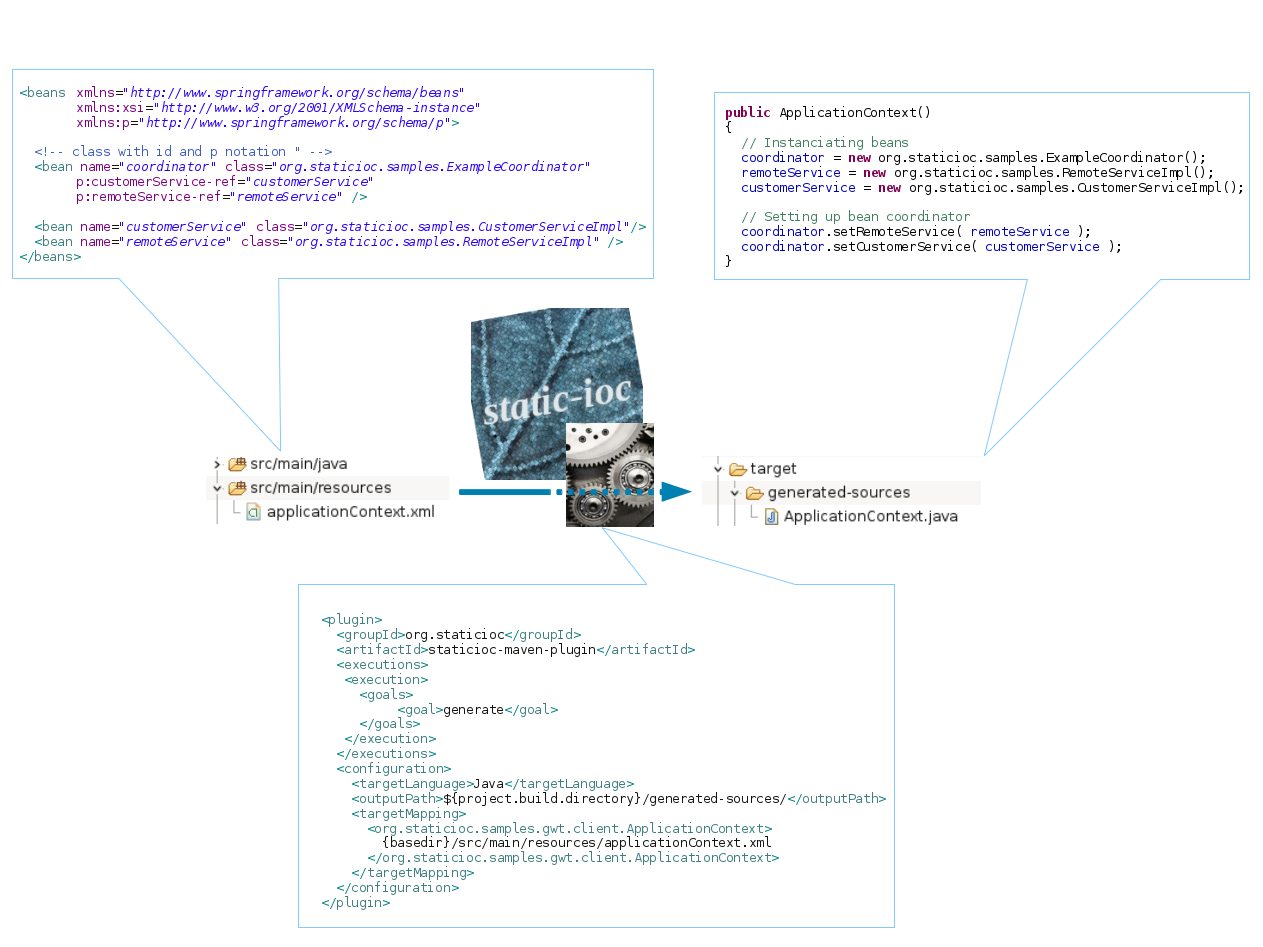 <beans xmlns="http://www.springframework.org/schema/beans"
xmlns:xsi="http://www.w3.org/2001/XMLSchema-instance"
xmlns:p="http://www.springframework.org/schema/p">
<!-- class with id and p notation " -->
<bean name="coordinator" class="org.staticioc.samples.ExampleCoordinator"
p:customerService-ref="customerService"
p:remoteService-ref="remoteService" />
<bean name="customerService" class="org.staticioc.samples.CustomerServiceImpl"/>
<bean name="remoteService" class="org.staticioc.samples.RemoteServiceImpl" />
</beans>
public ApplicationContext()
{
// Instanciating beans
coordinator = new org.staticioc.samples.ExampleCoordinator();
remoteService = new org.staticioc.samples.RemoteServiceImpl();
customerService = new org.staticioc.samples.CustomerServiceImpl();
// Setting up bean coordinator
coordinator.setRemoteService( remoteService );
coordinator.setCustomerService( customerService );
}
static-ioc
src/main/java
src/main/resources
applicationContext.xml
target
generated-sources
ApplicationContext.java
<plugin>
<groupId>org.staticioc</groupId>
<artifactId>staticioc-maven-plugin</artifactId>
<executions>
<execution>
<goals>
<goal>generate</goal>
</goals>
</execution>
</executions>
<configuration>
<targetLanguage>Java</targetLanguage>
<outputPath>${project.build.directory}/generated-sources/</outputPath>
<targetMapping>
<org.staticioc.samples.gwt.client.ApplicationContext>
{basedir}/src/main/resources/applicationContext.xml
</org.staticioc.samples.gwt.client.ApplicationContext>
</targetMapping>
</configuration>
</plugin>